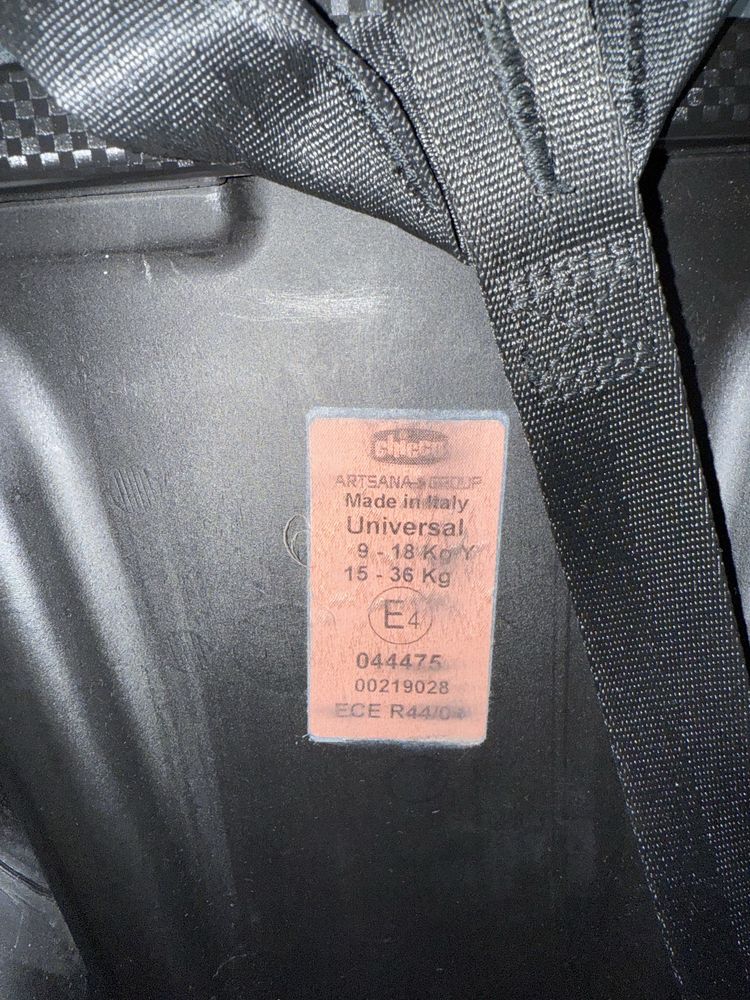 chicco
ARTSANA GROUP
Made in Italy
Universal
9 - 18 Kg Y
15 - 36 Kg
E4
044475
00219028
ECE R44/04